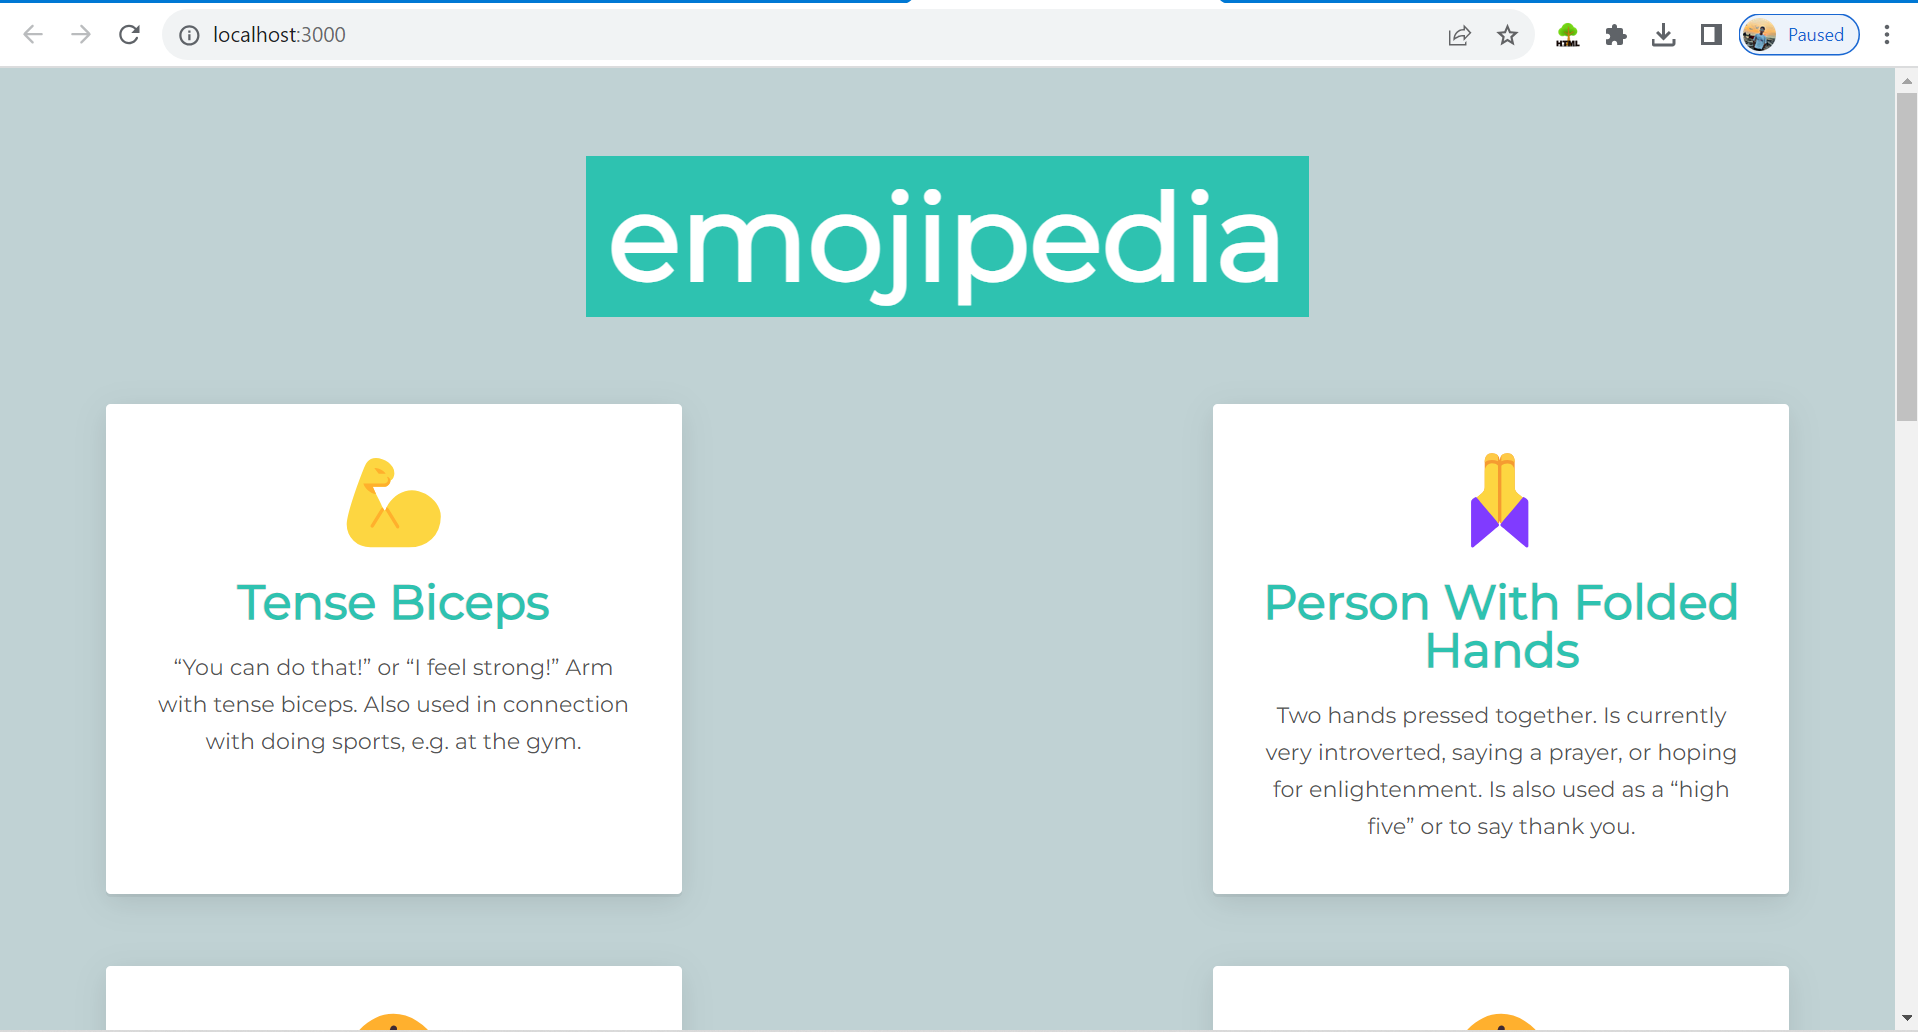 localhost:3000
HTML
Paused
emojipedia
Tense Biceps
“You can do that!” or “I feel strong!” Arm
with tense biceps. Also used in connection
with doing sports, e.g. at the gym.
Person With Folded
Hands
Two hands pressed together. Is currently
very introverted, saying a prayer, or hoping
for enlightenment. Is also used as a “high
five” or to say thank you.